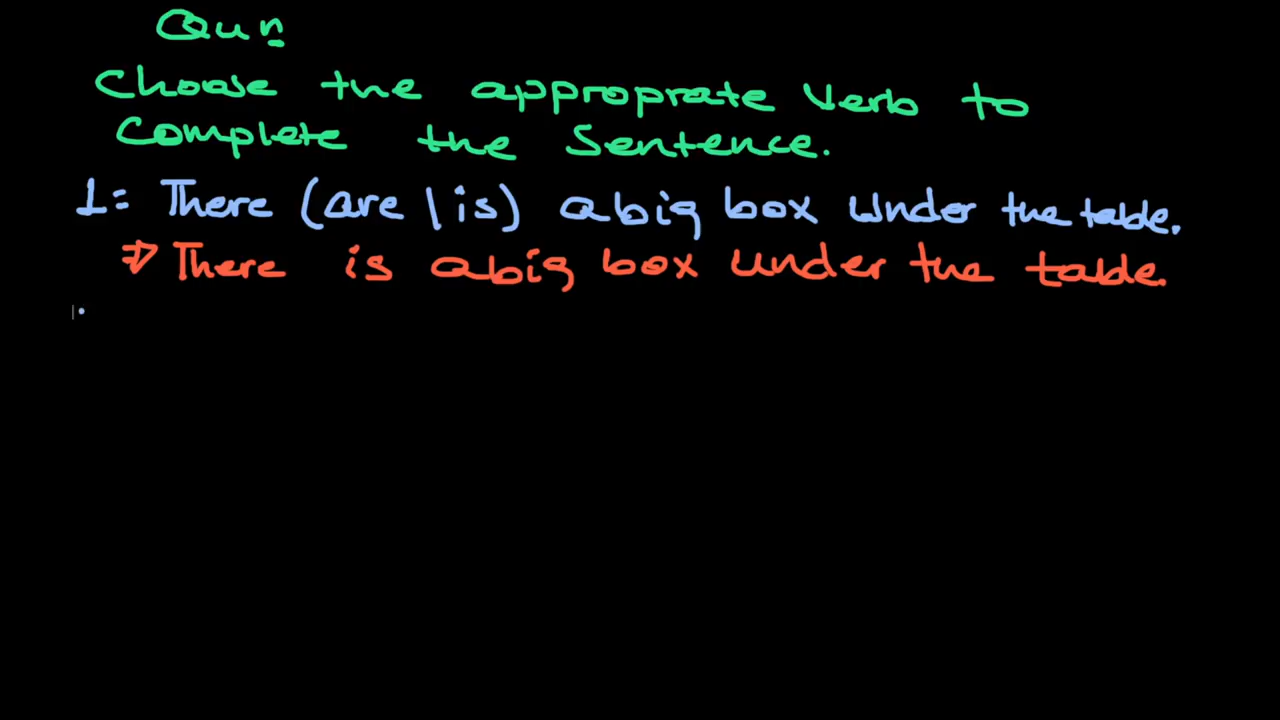 Qun
Choose the approprate verb to
Complete the Sentence.
1= There (are | is) a big box under the table.
⇒ There is a big box under the table.